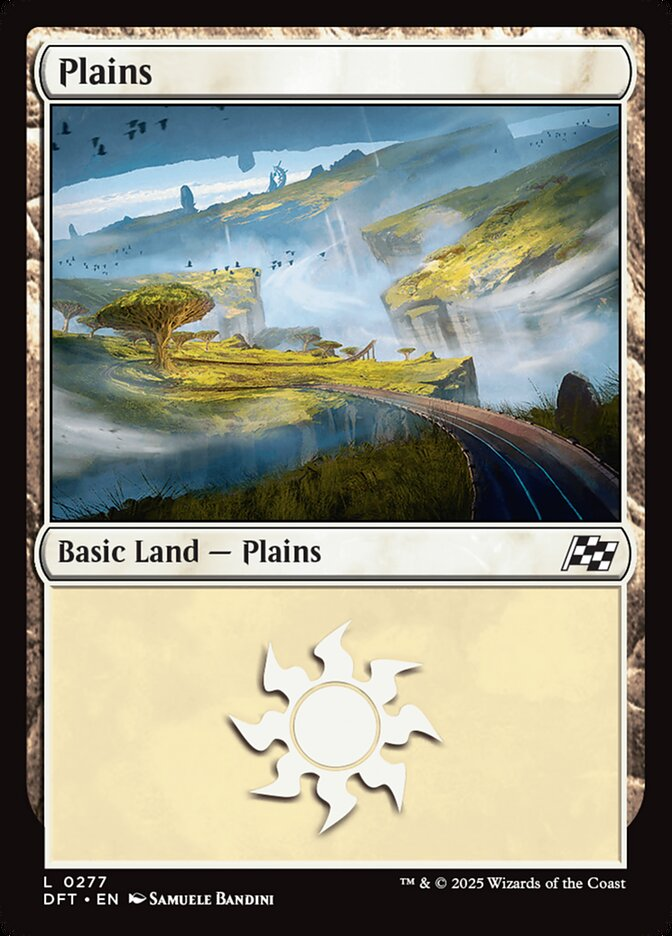 Plains
Basic Land — Plains
L 0277
DFT • EN Samuele Bandini
™ & © 2025 Wizards of the Coast